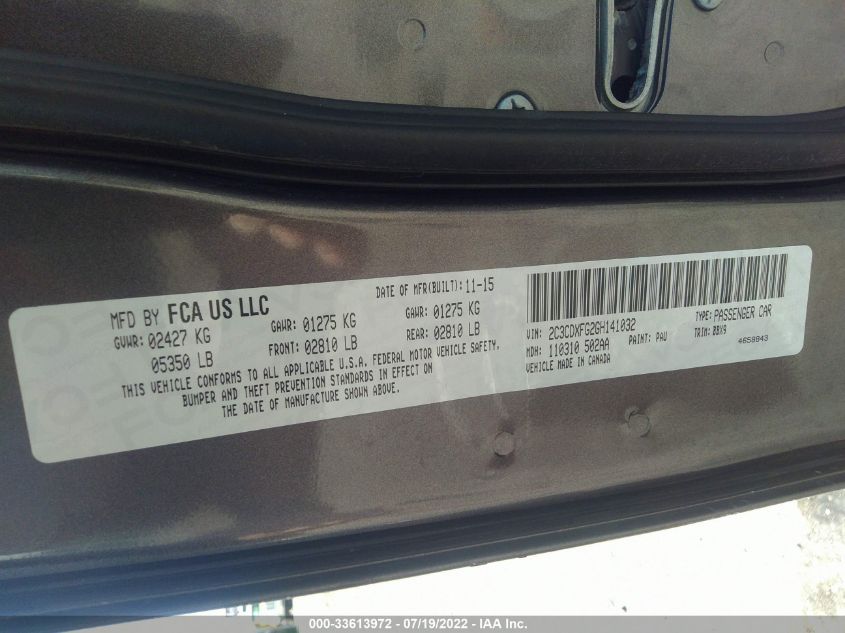 MFD BY FCA US LLC
DATE OF MFR(BUILT): 11-15
GVWR: 02427 KG
05350 LB
GAWR: 01275 KG
FRONT: 02810 LB
GAWR: 01275 KG
REAR: 02810 LB
THIS VEHICLE CONFORMS TO ALL APPLICABLE U.S.A. FEDERAL MOTOR VEHICLE SAFETY,
BUMPER AND THEFT PREVENTION STANDARDS IN EFFECT ON
THE DATE OF MANUFACTURE SHOWN ABOVE.
VIN: 2C3CDXFG2GH141032
TYPE: PASSENGER CAR
MDH: 110310 502AA
PAINT: PAU
TRIM: DBX9
VEHICLE MADE IN CANADA
4659943
©000-33613972 - 07/19/2022 - IAA Inc.